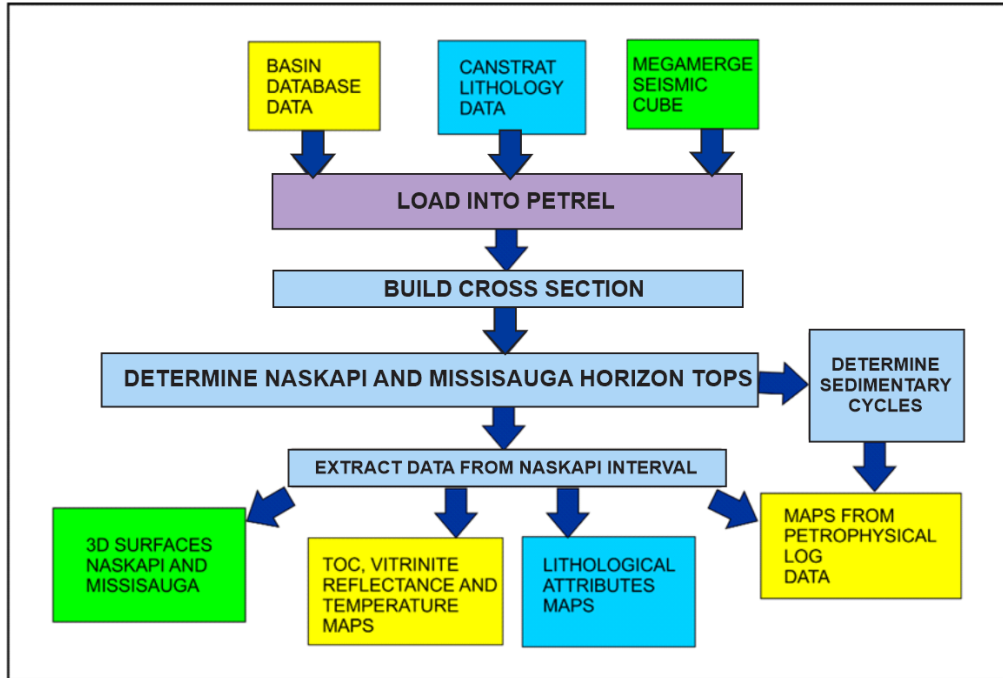 BASIN
DATABASE
DATA
CANSTRAT
LITHOLOGY
DATA
MEGAMERGE
SEISMIC
CUBE
LOAD INTO PETREL
BUILD CROSS SECTION
DETERMINE NASKAPI AND MISSISAUGA HORIZON TOPS
DETERMINE
SEDIMENTARY
CYCLES
EXTRACT DATA FROM NASKAPI INTERVAL
3D SURFACES
NASKAPI AND
MISSISAUGA
TOC, VITRINITE
REFLECTANCE AND
TEMPERATURE
MAPS
LITHOLOGICAL
ATTRIBUTES
MAPS
MAPS FROM
PETROPHYSICAL
LOG
DATA